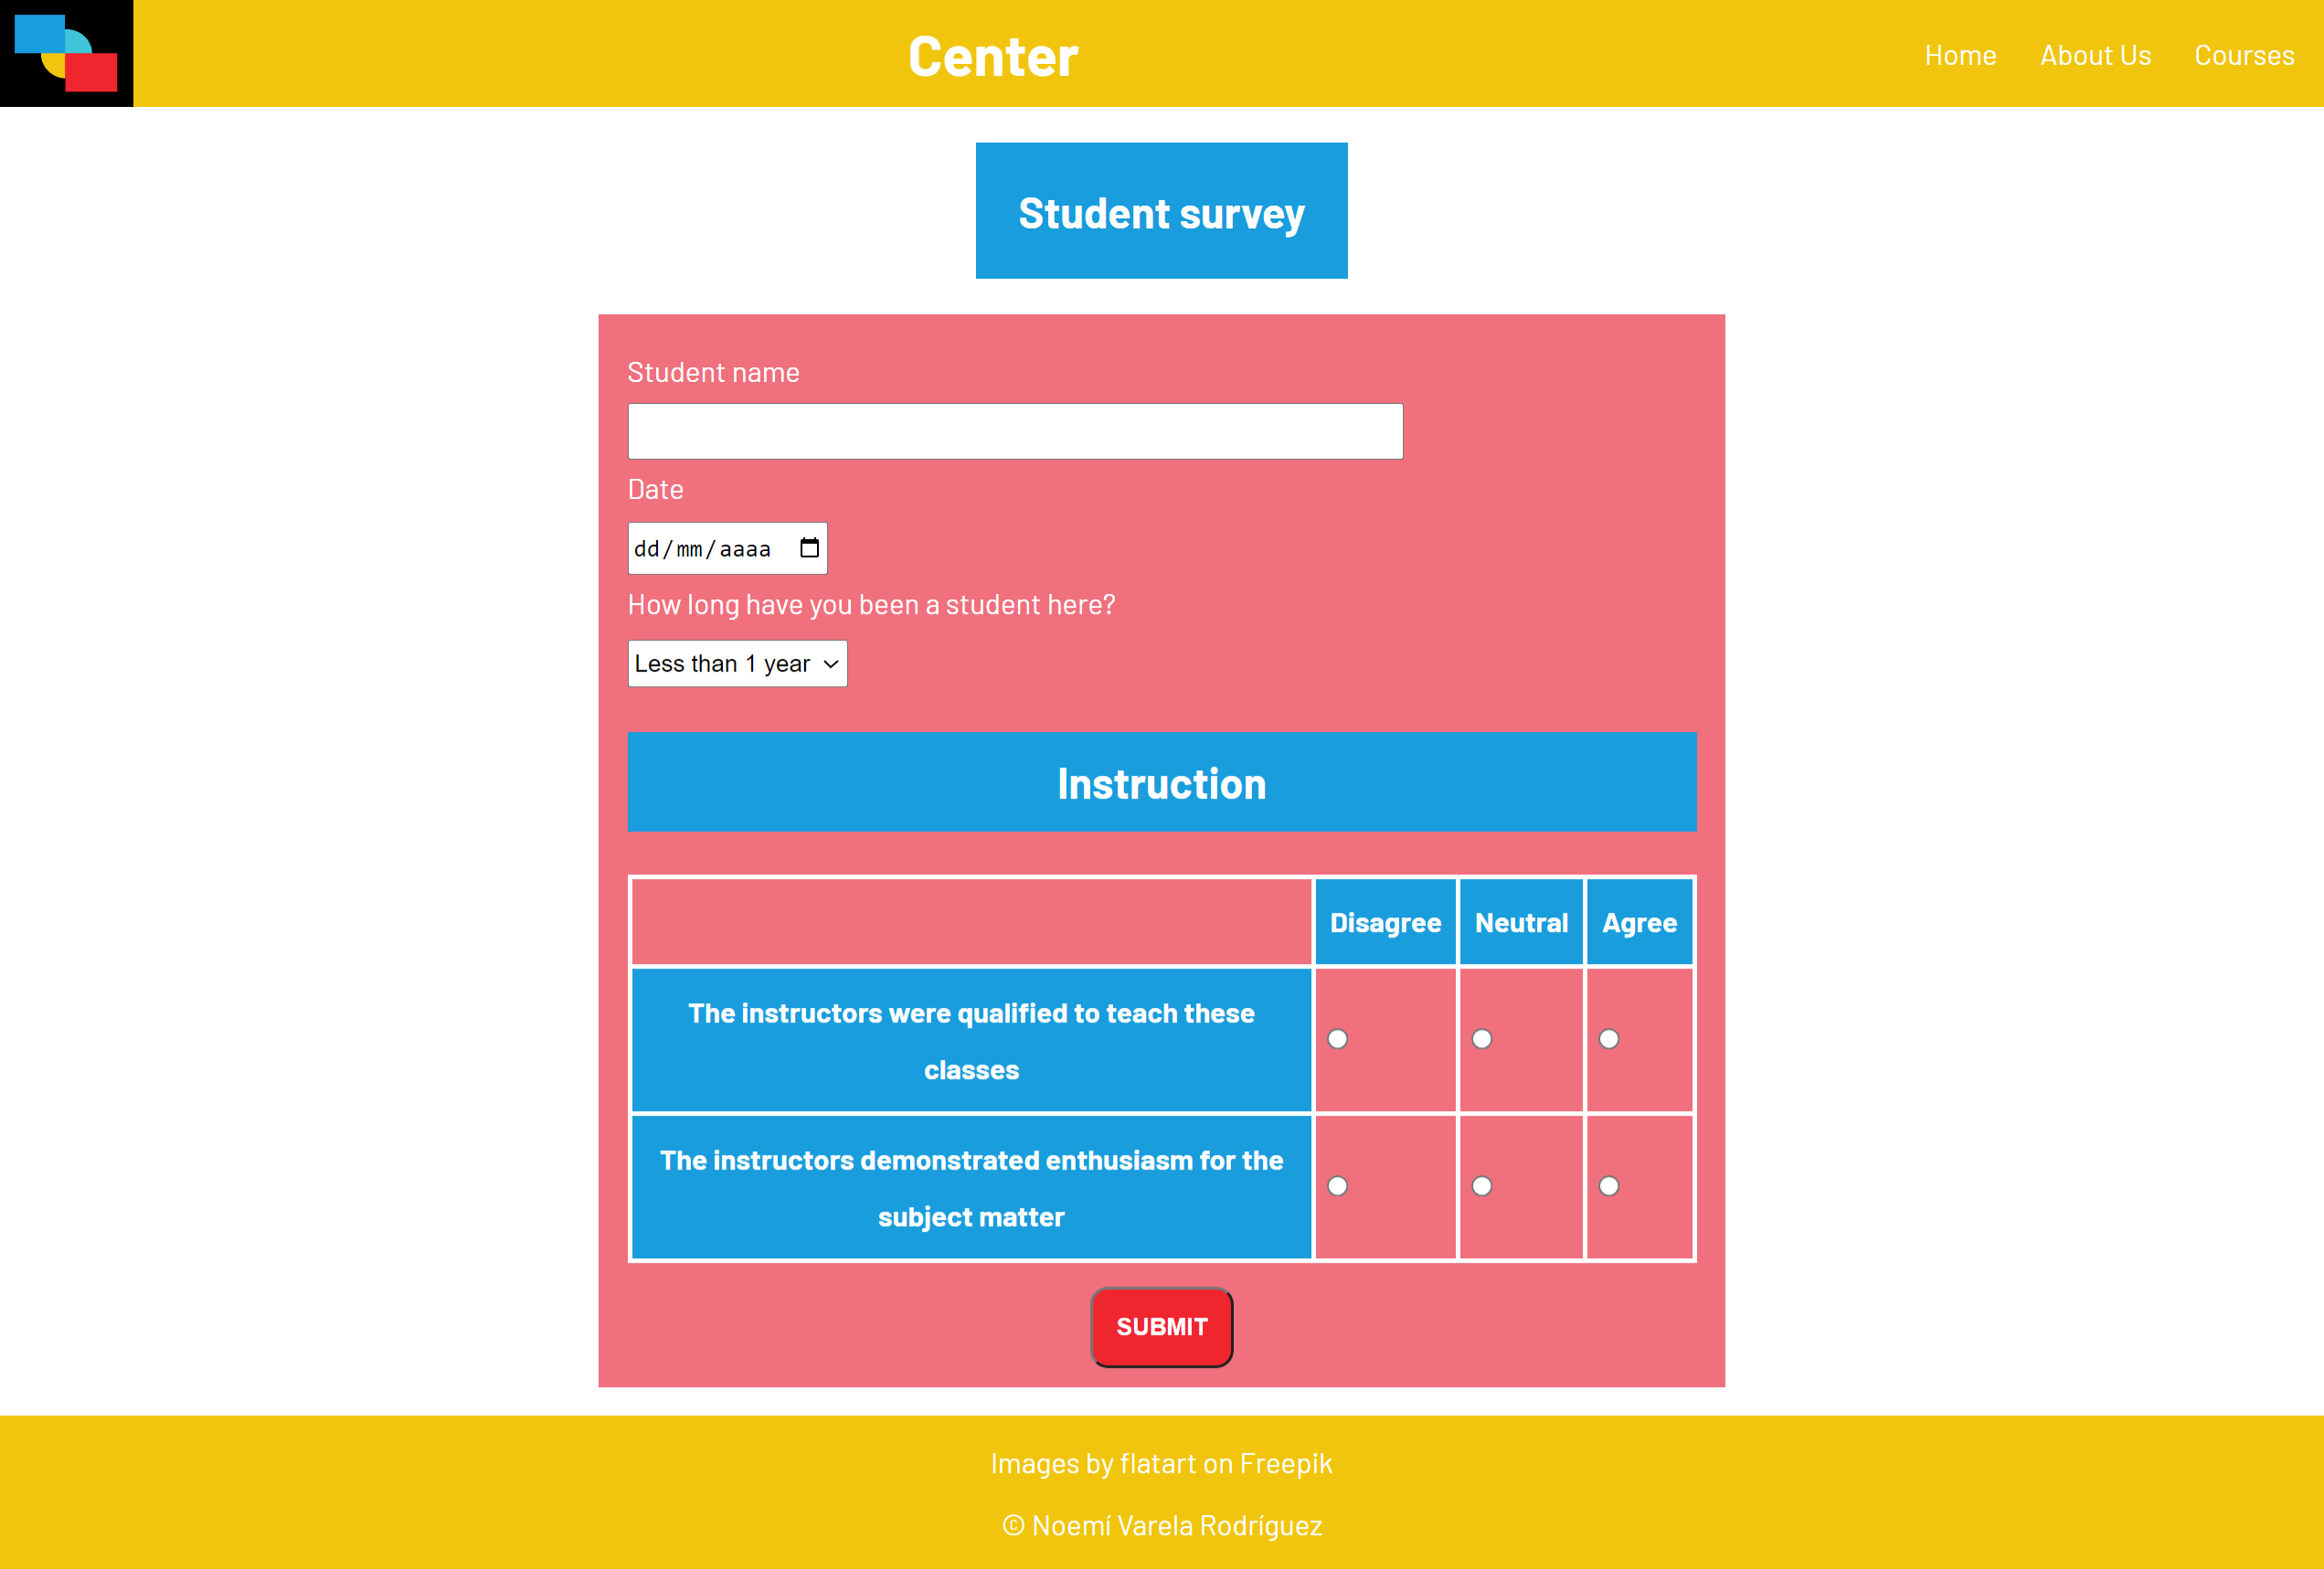 Center
Home
About Us
Courses
Student survey
Student name
Date
dd/mm/aaaa
How long have you been a student here?
Less than 1 year
Instruction
Disagree
Neutral
Agree
The instructors were qualified to teach these
classes
The instructors demonstrated enthusiasm for the
subject matter
SUBMIT
Images by flatart on Freepik
© Noemí Varela Rodríguez